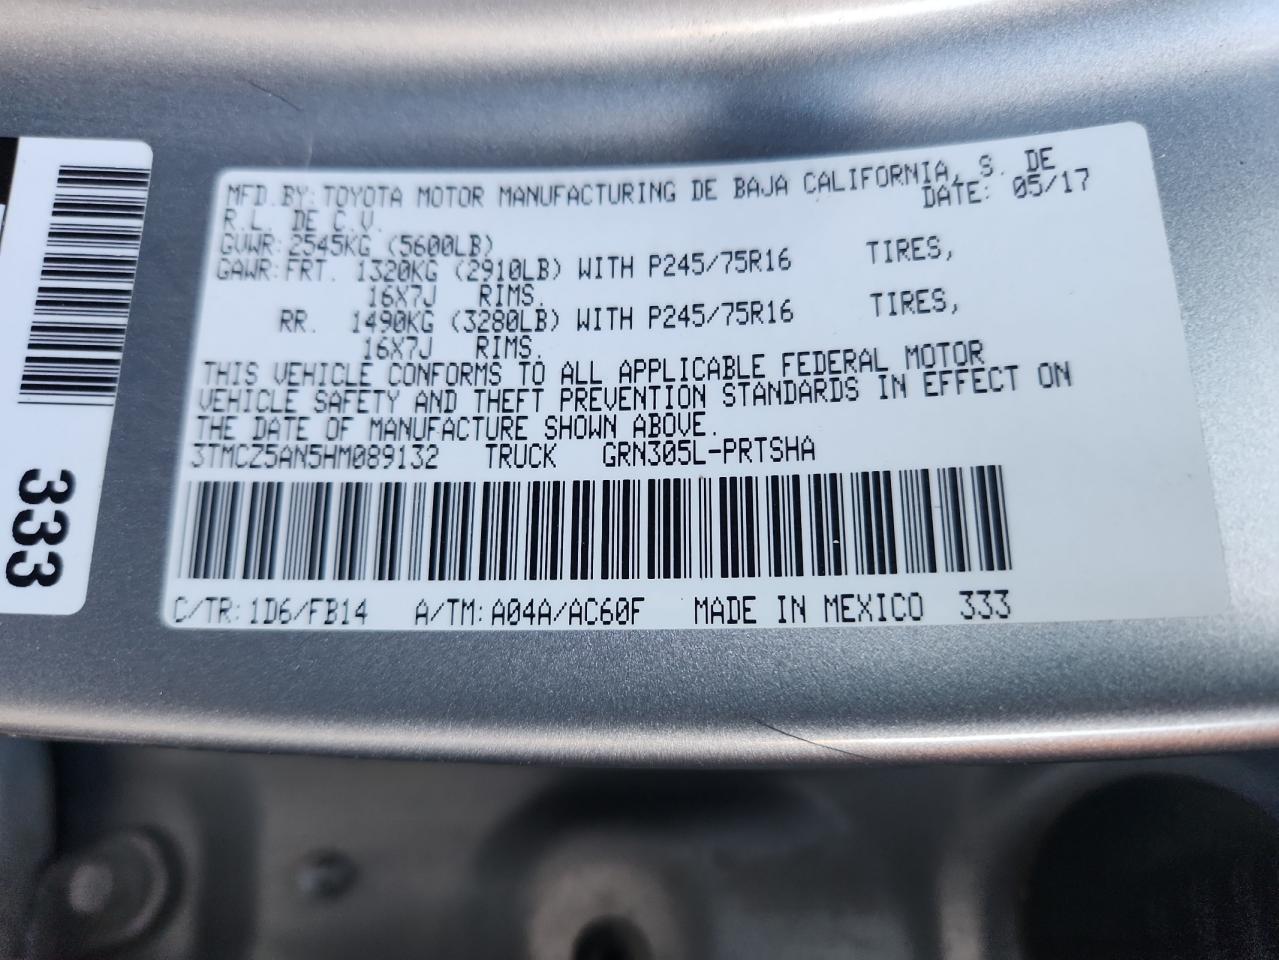 MFD.BY:TOYOTA MOTOR MANUFACTURING DE BAJA CALIFORNIA, S. DE
R.L. DE C.V. DATE: 05/17
GVWR:2545KG (5600LB)
GAWR:FRT. 1320KG (2910LB) WITH P245/75R16 TIRES,
16X7J RIMS.
RR. 1490KG (3280LB) WITH P245/75R16 TIRES,
16X7J RIMS.
THIS VEHICLE CONFORMS TO ALL APPLICABLE FEDERAL MOTOR
VEHICLE SAFETY AND THEFT PREVENTION STANDARDS IN EFFECT ON
THE DATE OF MANUFACTURE SHOWN ABOVE.
3TMCZ5AN5HM089132 TRUCK GRN305L-PRTSHA
C/TR:1D6/FB14 A/TM:A04A/AC60F MADE IN MEXICO 333
333